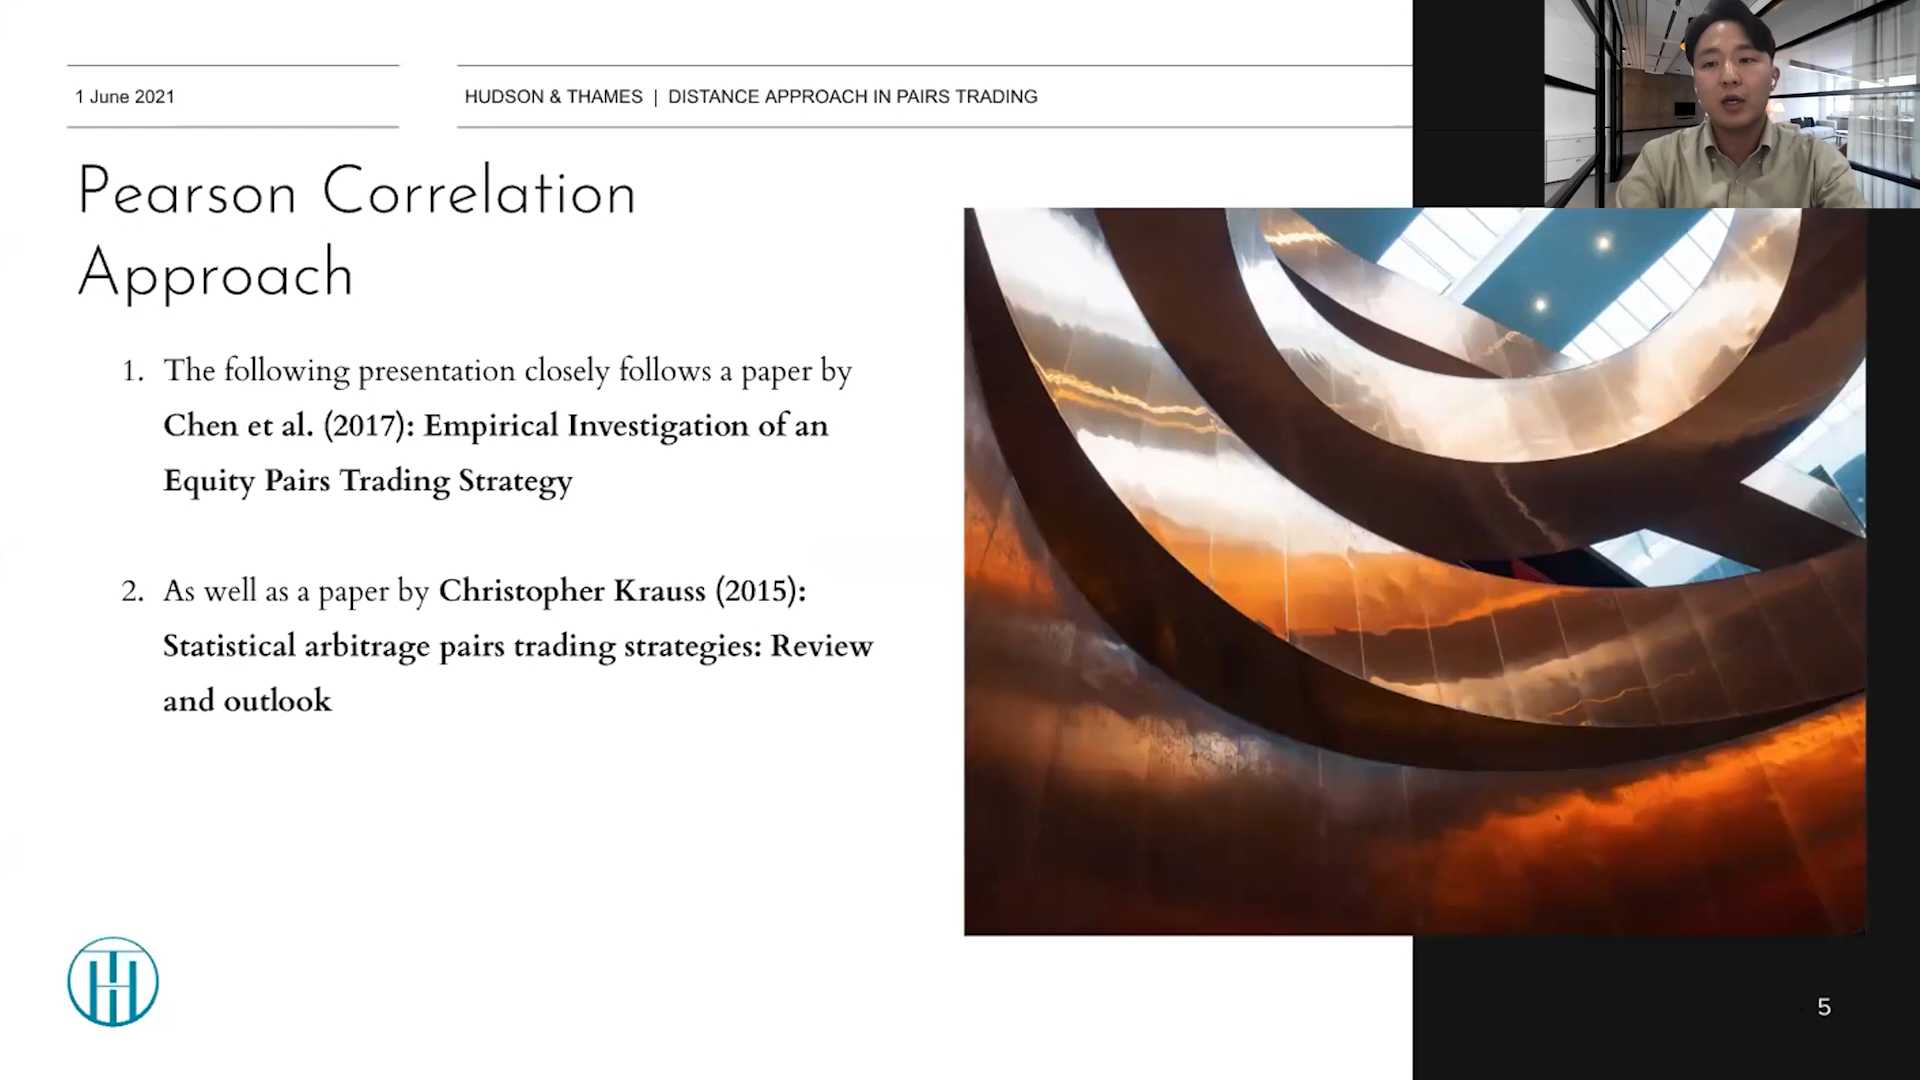 1 June 2021
HUDSON & THAMES | DISTANCE APPROACH IN PAIRS TRADING
Pearson Correlation
Approach
1. The following presentation closely follows a paper by
Chen et al. (2017): Empirical Investigation of an
Equity Pairs Trading Strategy
2. As well as a paper by Christopher Krauss (2015):
Statistical arbitrage pairs trading strategies: Review
and outlook
5